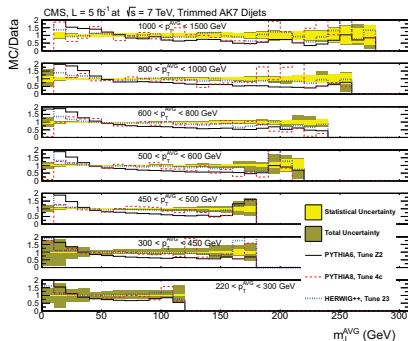 CMS, L = 5 fb⁻¹ at √s = 7 TeV, Trimmed AK7 Dijets
MC/Data
1000 < p_T^AVG < 1500 GeV
800 < p_T^AVG < 1000 GeV
600 < p_T^AVG < 800 GeV
500 < p_T^AVG < 600 GeV
450 < p_T^AVG < 500 GeV
300 < p_T^AVG < 450 GeV
220 < p_T^AVG < 300 GeV
Statistical Uncertainty
Total Uncertainty
PYTHIA6, Tune Z2
PYTHIA8, Tune 4c
HERWIG++, Tune 23
0 50 100 150 200 250 300
m_J^AVG (GeV)